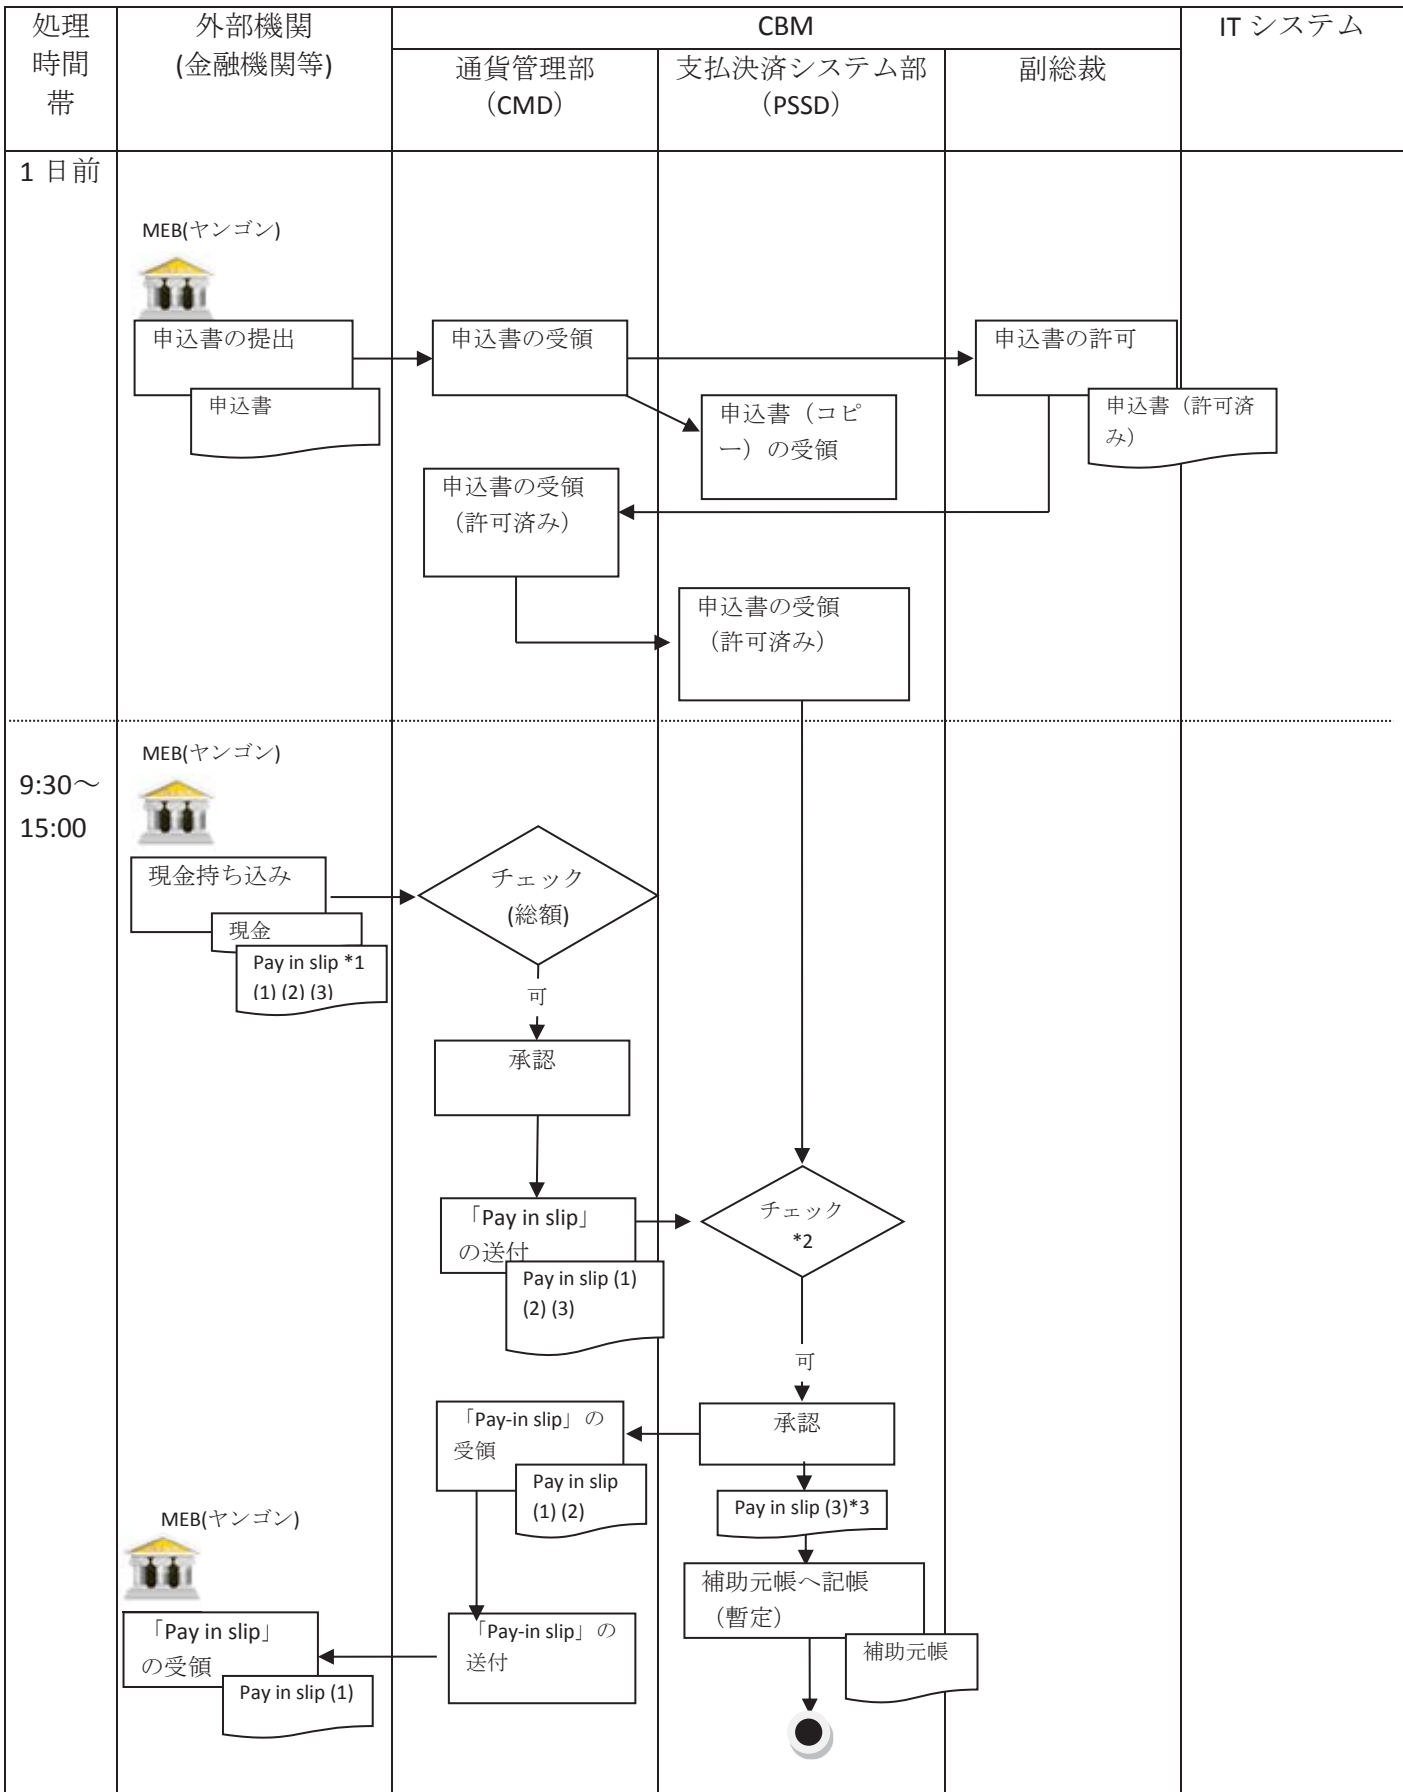 処理
時間
帯
外部機関
(金融機関等)
CBM
IT システム
通貨管理部
（CMD）
支払決済システム部
（PSSD）
副総裁
1 日前
MEB(ヤンゴン)
申込書の提出
申込書
申込書の受領
申込書の許可
申込書（許可済
み）
申込書（コピ
ー）の受領
申込書の受領
（許可済み）
申込書の受領
（許可済み）
9:30～
15:00
MEB(ヤンゴン)
現金持ち込み
現金
Pay in slip *1
(1) (2) (3)
チェック
(総額)
可
承認
「Pay in slip」
の送付
Pay in slip (1)
(2) (3)
チェック
*2
可
承認
「Pay-in slip」の
受領
Pay in slip
(1) (2)
Pay in slip (3)*3
補助元帳へ記帳
（暫定）
補助元帳
MEB(ヤンゴン)
「Pay in slip」
の受領
Pay in slip (1)
「Pay-in slip」の
送付